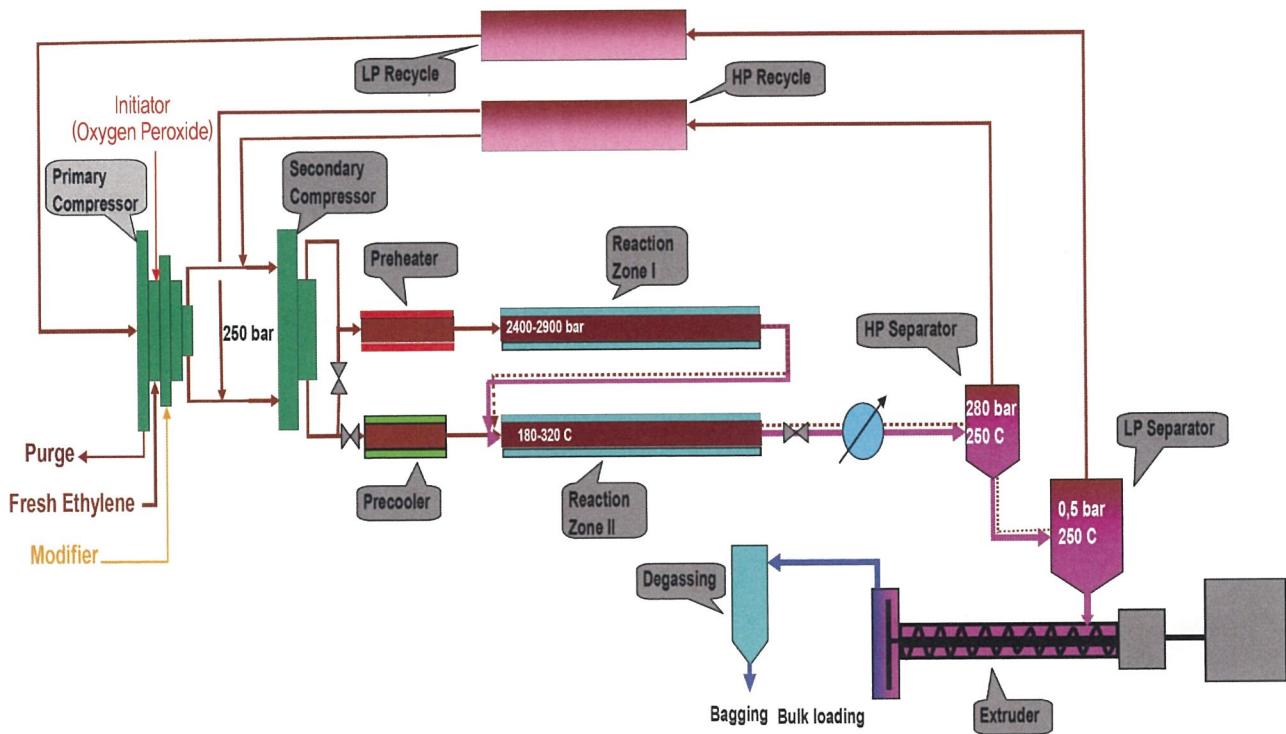 LP Recycle
HP Recycle
Initiator
(Oxygen Peroxide)
Primary
Compressor
Secondary
Compressor
Preheater
Reaction
Zone I
250 bar
2400-2900 bar
HP Separator
280 bar
250 C
LP Separator
180-320 C
Purge
Fresh Ethylene
Precooler
Reaction
Zone II
0,5 bar
250 C
Modifier
Degassing
Bagging Bulk loading
Extruder